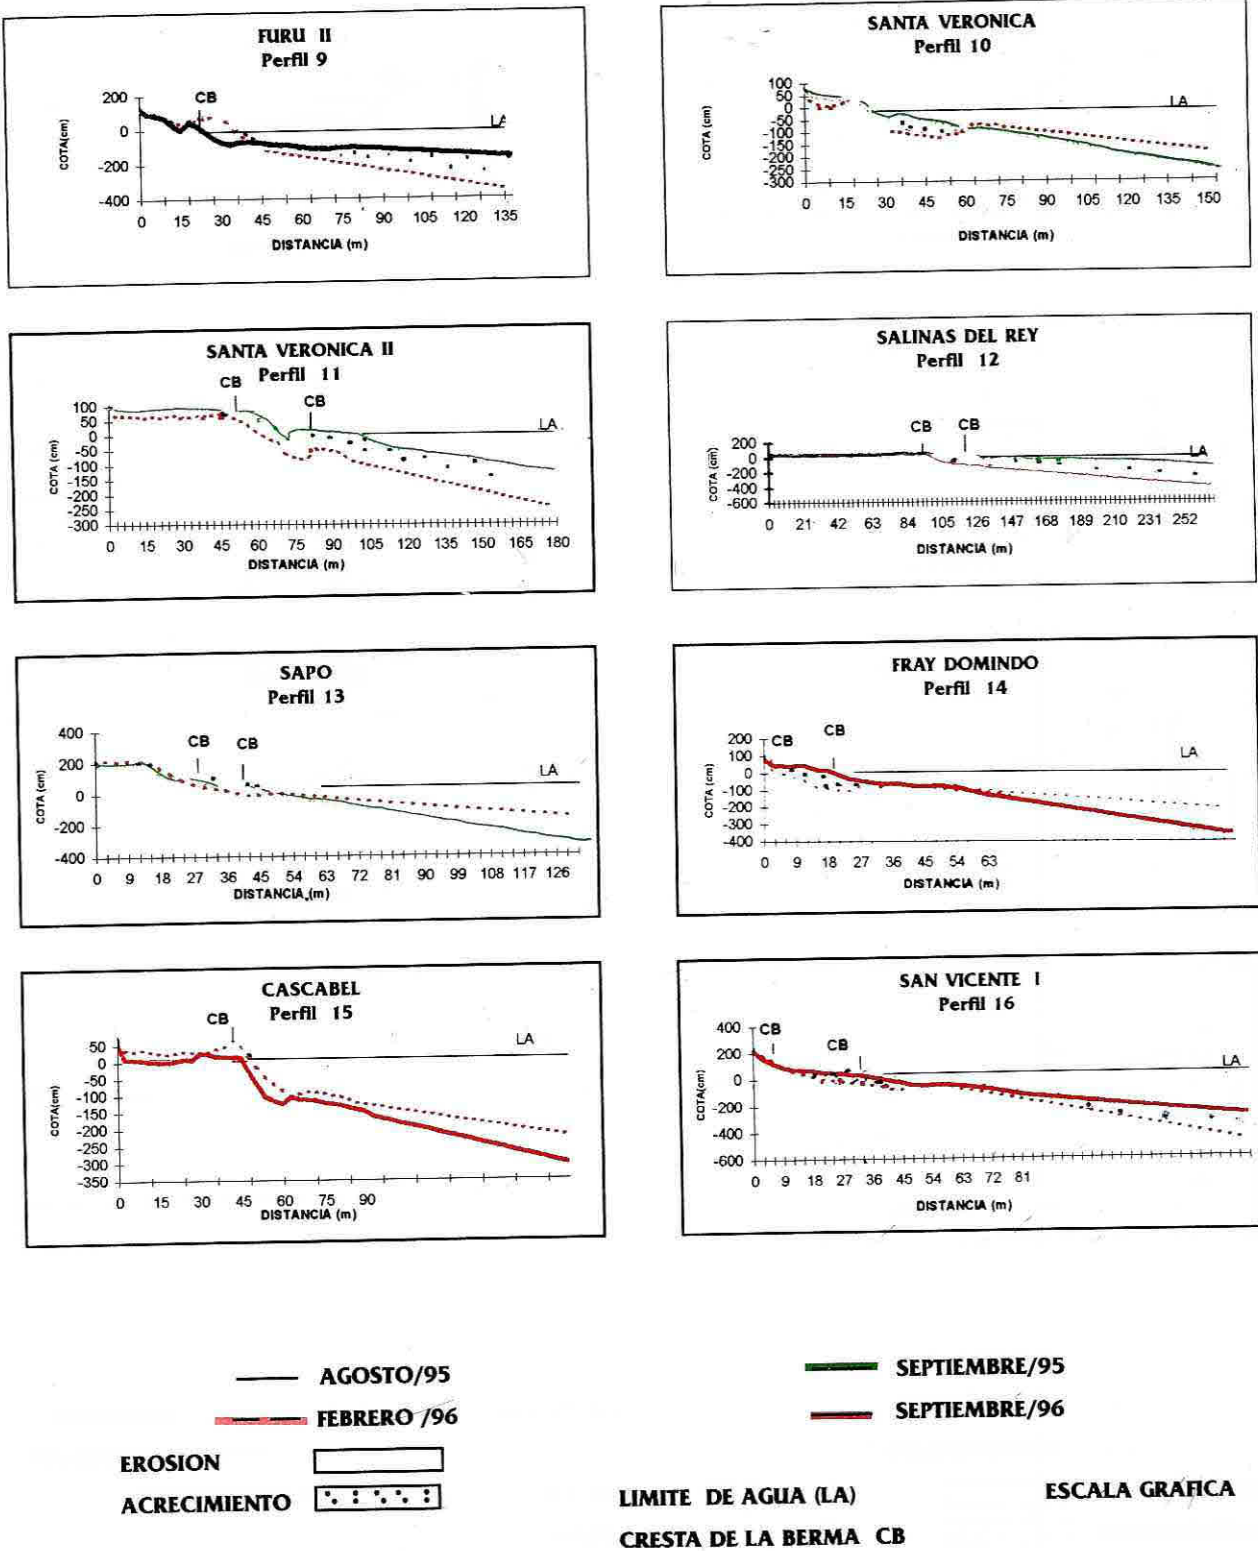 FURU II
Perfil 9
CB
LA
COTA(cm)
200
0
-200
-400
0 15 30 45 60 75 90 105 120 135
DISTANCIA (m)
SANTA VERONICA
Perfil 10
LA
COTA (cm)
100
50
0
-50
-100
-150
-200
-250
-300
0 15 30 45 60 75 90 105 120 135 150
DISTANCIA (m)
SANTA VERONICA II
Perfil 11
CB
CB
LA
COTA (cm)
100
50
0
-50
-100
-150
-200
-250
-300
0 15 30 45 60 75 90 105 120 135 150 165 180
DISTANCIA (m)
SALINAS DEL REY
Perfil 12
CB CB
LA
COTA (cm)
200
0
-200
-400
-600
0 21 42 63 84 105 126 147 168 189 210 231 252
DISTANCIA (m)
SAPO
Perfil 13
CB CB
LA
COTA (cm)
400
200
0
-200
-400
0 9 18 27 36 45 54 63 72 81 90 99 108 117 126
DISTANCIA (m)
FRAY DOMINDO
Perfil 14
CB CB
LA
COTA (cm)
200
100
0
-100
-200
-300
-400
0 9 18 27 36 45 54 63
DISTANCIA (m)
CASCABEL
Perfil 15
CB
LA
COTA(cm)
50
0
-50
-100
-150
-200
-250
-300
-350
0 15 30 45 60 75 90
DISTANCIA (m)
SAN VICENTE I
Perfil 16
CB
CB
LA
COTA(cm)
400
200
0
-200
-400
-600
0 9 18 27 36 45 54 63 72 81
DISTANCIA (m)
AGOSTO/95
FEBRERO /96
SEPTIEMBRE/95
SEPTIEMBRE/96
EROSION
ACRECIMIENTO
LIMITE DE AGUA (LA)
CRESTA DE LA BERMA CB
ESCALA GRAFICA